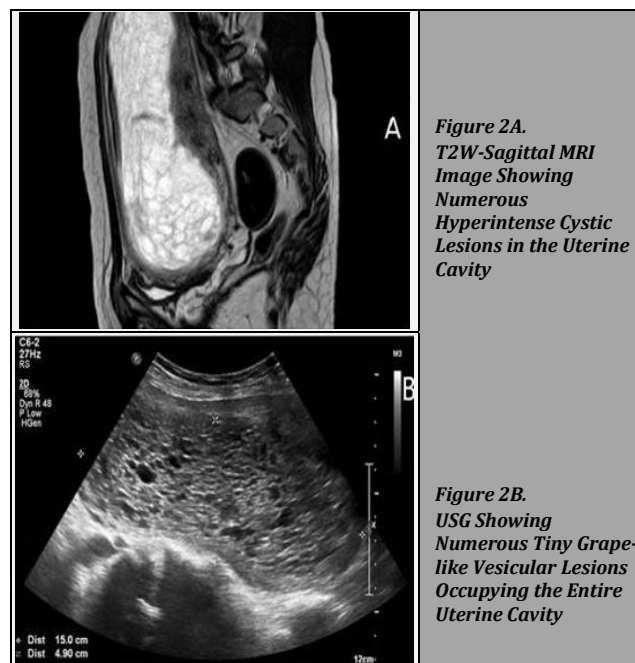 A
Figure 2A.
T2W-Sagittal MRI
Image Showing
Numerous
Hyperintense Cystic
Lesions in the Uterine
Cavity
C6-2
27Hz
RS
2D
68%
Dyn R 48
P Low
HGen
M3
B
Figure 2B.
USG Showing
Numerous Tiny Grape-
like Vesicular Lesions
Occupying the Entire
Uterine Cavity
Dist 15.0 cm
Dist 4.90 cm
12cm